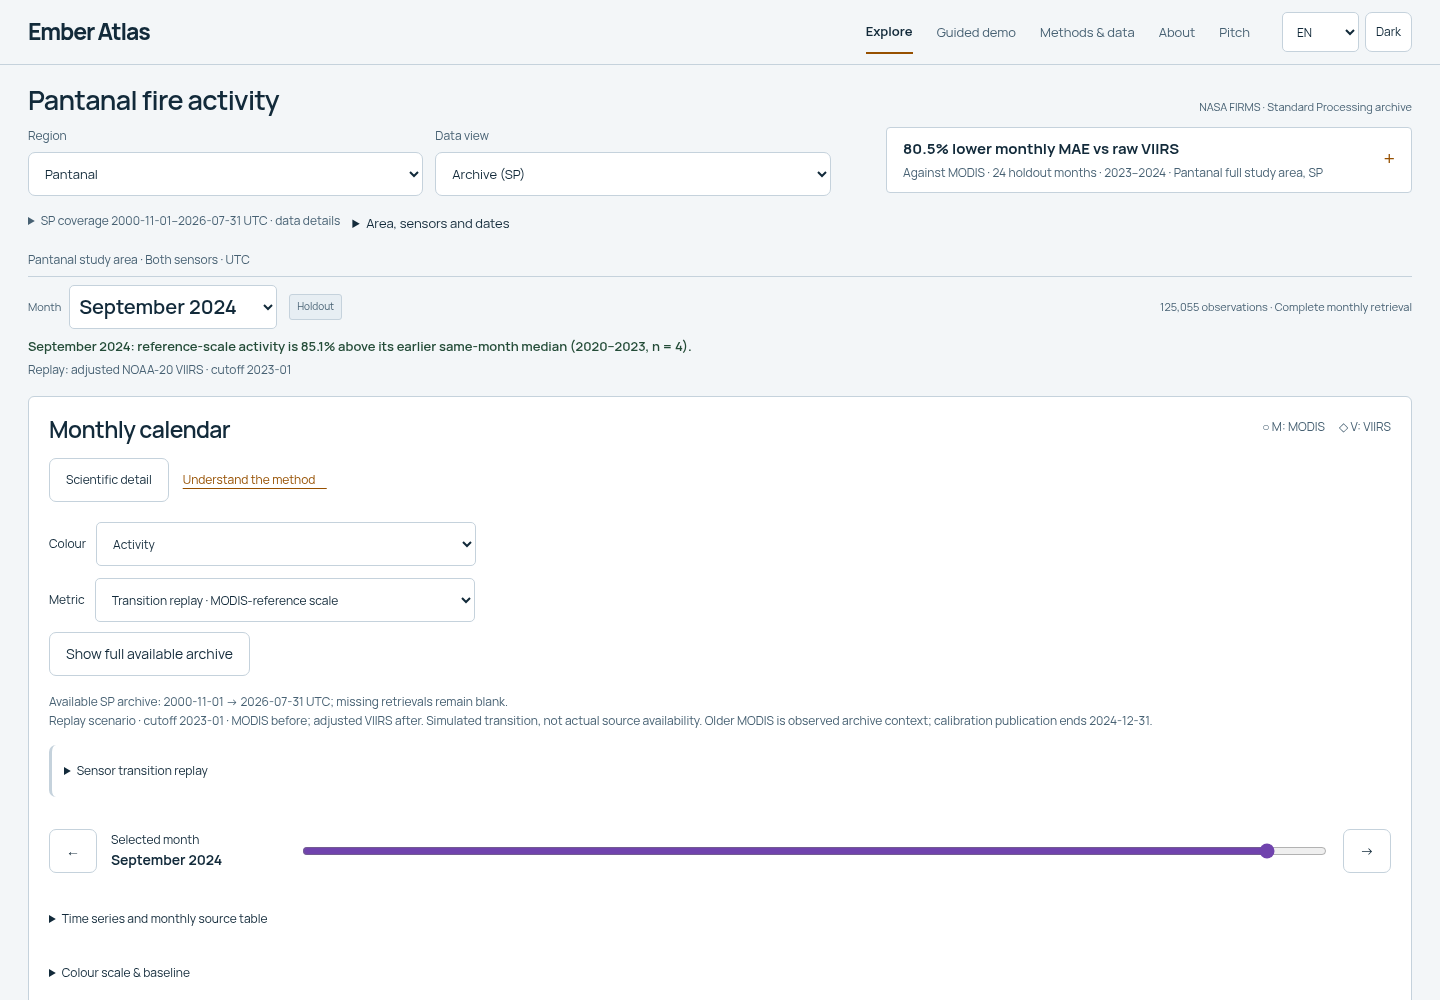 Ember Atlas
Explore
Guided demo
Methods & data
About
Pitch
EN
Dark
Pantanal fire activity
NASA FIRMS · Standard Processing archive
Region
Data view
Pantanal
Archive (SP)
80.5% lower monthly MAE vs raw VIIRS
+
Against MODIS · 24 holdout months · 2023–2024 · Pantanal full study area, SP
▶ SP coverage 2000-11-01–2026-07-31 UTC · data details
▶ Area, sensors and dates
Pantanal study area · Both sensors · UTC
Month
September 2024
Holdout
125,055 observations · Complete monthly retrieval
September 2024: reference-scale activity is 85.1% above its earlier same-month median (2020–2023, n = 4).
Replay: adjusted NOAA-20 VIIRS · cutoff 2023-01
Monthly calendar
○ M: MODIS
◇ V: VIIRS
Scientific detail
Understand the method
Colour
Activity
Metric
Transition replay · MODIS-reference scale
Show full available archive
Available SP archive: 2000-11-01 → 2026-07-31 UTC; missing retrievals remain blank.
Replay scenario · cutoff 2023-01 · MODIS before; adjusted VIIRS after. Simulated transition, not actual source availability. Older MODIS is observed archive context; calibration publication ends 2024-12-31.
▶ Sensor transition replay
←
Selected month
September 2024
→
▶ Time series and monthly source table
▶ Colour scale & baseline